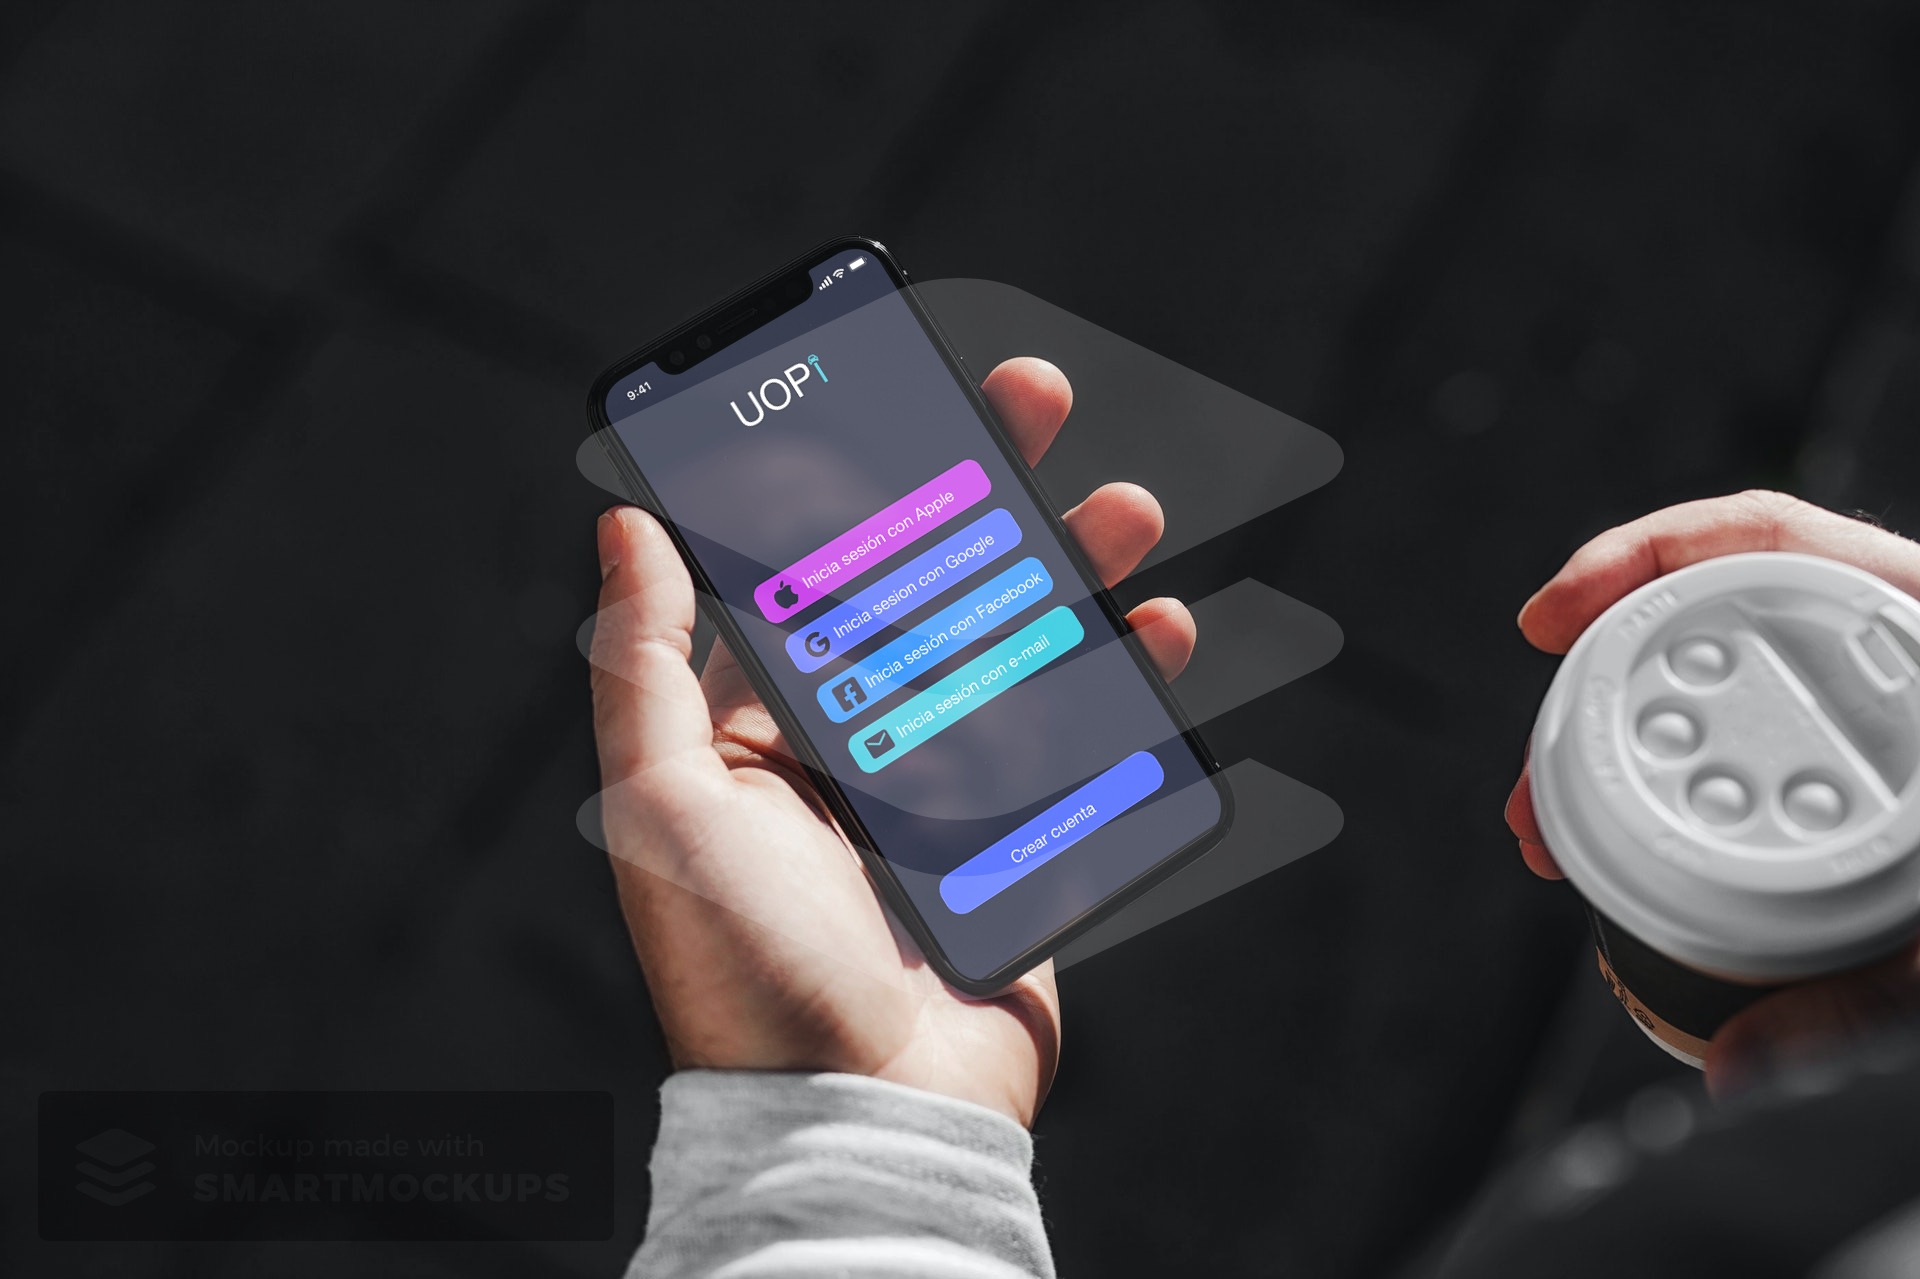 9:41
UOPi
Inicia sesión con Apple
Inicia sesion con Google
Inicia sesión con Facebook
Inicia sesión con e-mail
Crear cuenta
Mockup made with
SMARTMOCKUPS